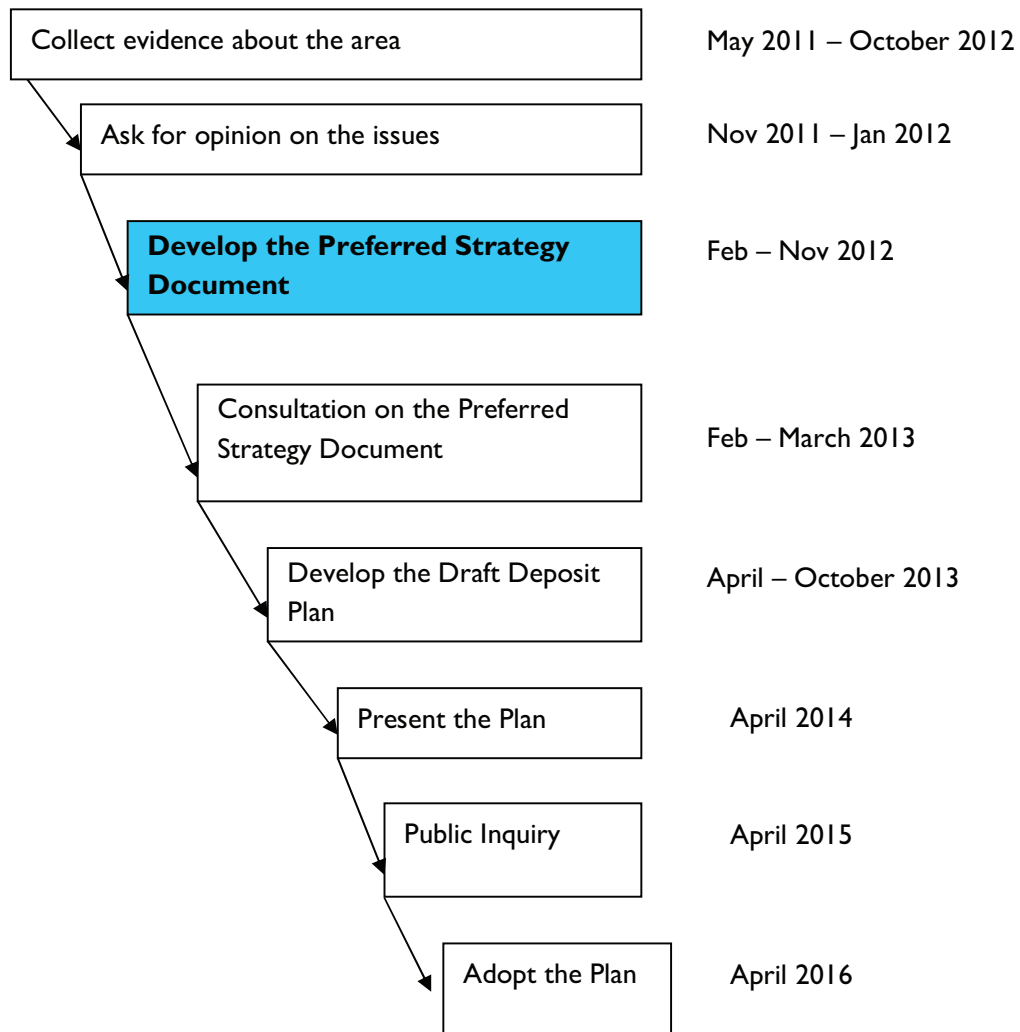 Collect evidence about the area
May 2011 – October 2012
Ask for opinion on the issues
Nov 2011 – Jan 2012
Develop the Preferred Strategy
Document
Feb – Nov 2012
Consultation on the Preferred
Strategy Document
Feb – March 2013
Develop the Draft Deposit
Plan
April – October 2013
Present the Plan
April 2014
Public Inquiry
April 2015
Adopt the Plan
April 2016